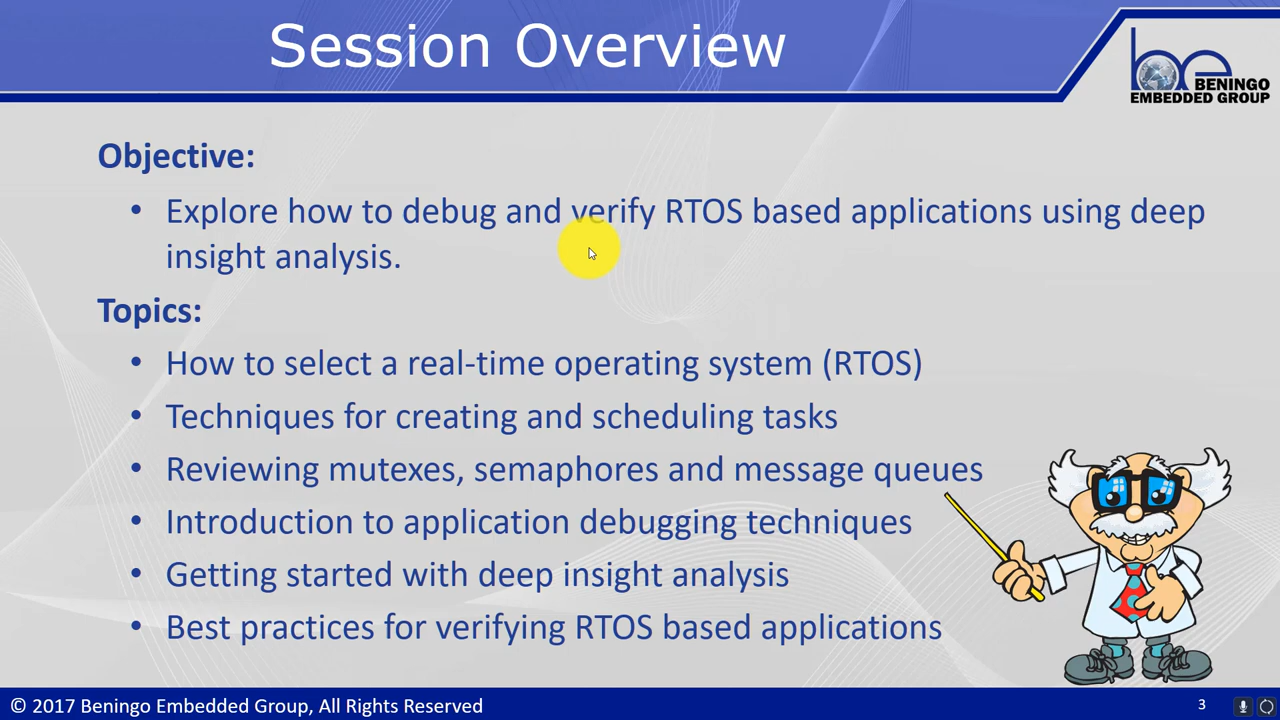 Session Overview
be
BENINGO
EMBEDDED GROUP
Objective:
• Explore how to debug and verify RTOS based applications using deep
insight analysis.
Topics:
• How to select a real-time operating system (RTOS)
• Techniques for creating and scheduling tasks
• Reviewing mutexes, semaphores and message queues
• Introduction to application debugging techniques
• Getting started with deep insight analysis
• Best practices for verifying RTOS based applications
© 2017 Beningo Embedded Group, All Rights Reserved
3